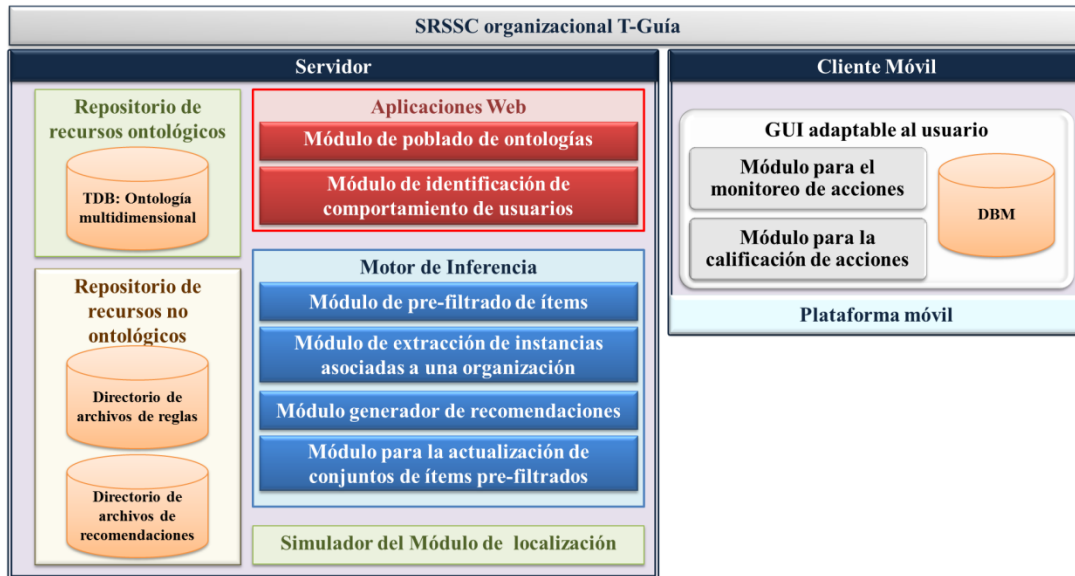 SRSSC organizacional T-Guía
Servidor
Repositorio de
recursos ontológicos
TDB: Ontología
multidimensional
Repositorio de
recursos no
ontológicos
Directorio de
archivos de reglas
Directorio de
archivos de
recomendaciones
Aplicaciones Web
Módulo de poblado de ontologías
Módulo de identificación de
comportamiento de usuarios
Motor de Inferencia
Módulo de pre-filtrado de ítems
Módulo de extracción de instancias
asociadas a una organización
Módulo generador de recomendaciones
Módulo para la actualización de
conjuntos de ítems pre-filtrados
Simulador del Módulo de localización
Cliente Móvil
GUI adaptable al usuario
Módulo para el
monitoreo de acciones
Módulo para la
calificación de acciones
DBM
Plataforma móvil